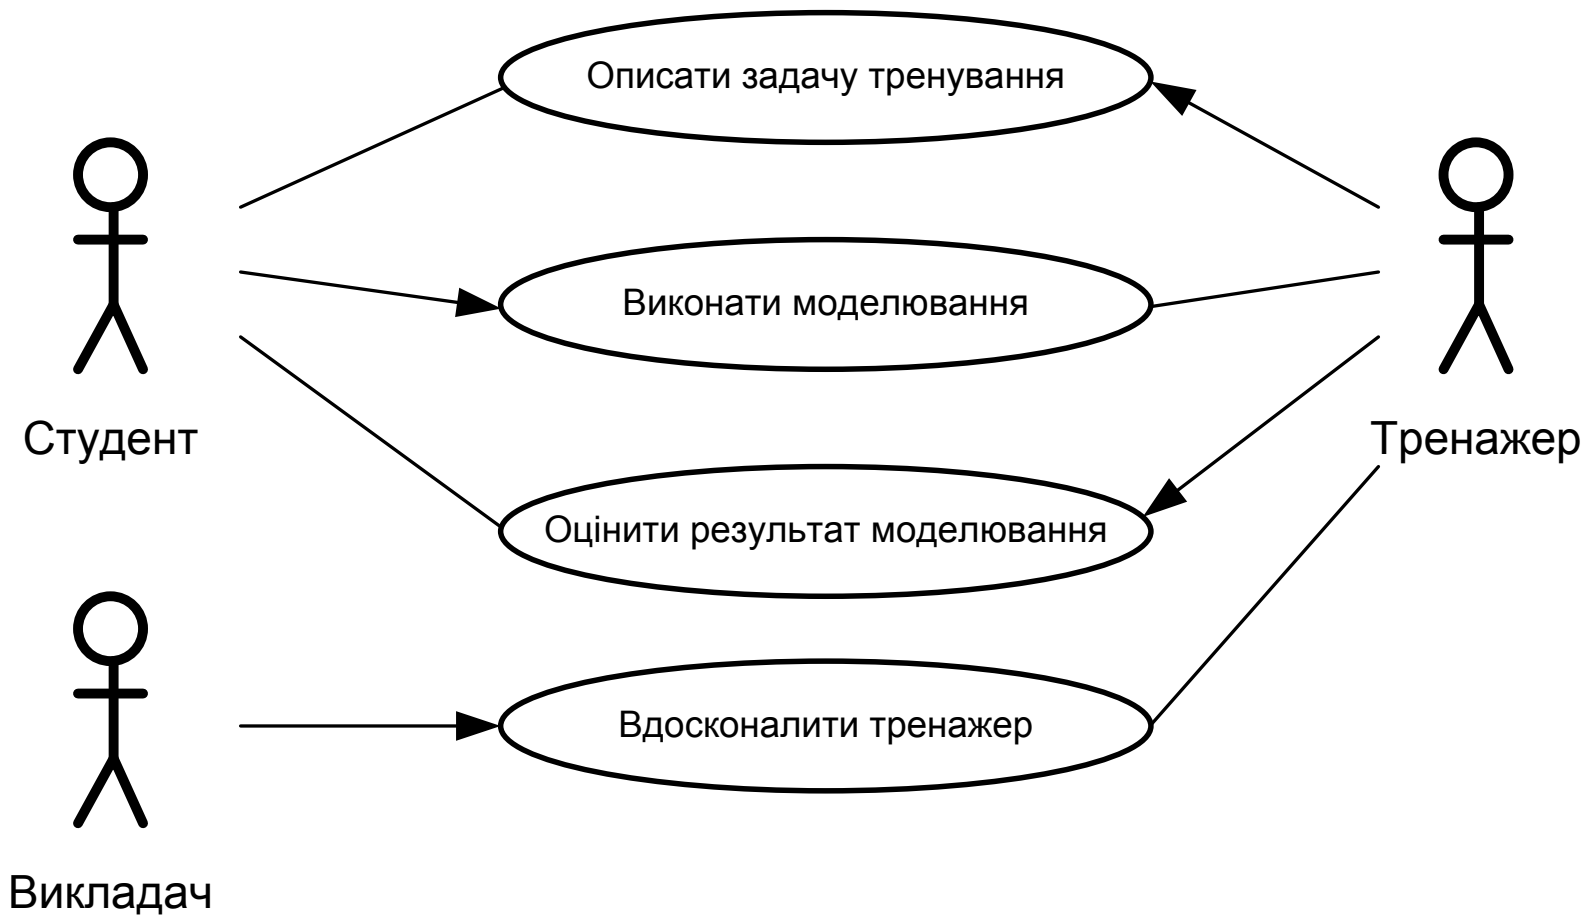 Описати задачу тренування
Виконати моделювання
Студент
Тренажер
Оцінити результат моделювання
Вдосконалити тренажер
Викладач